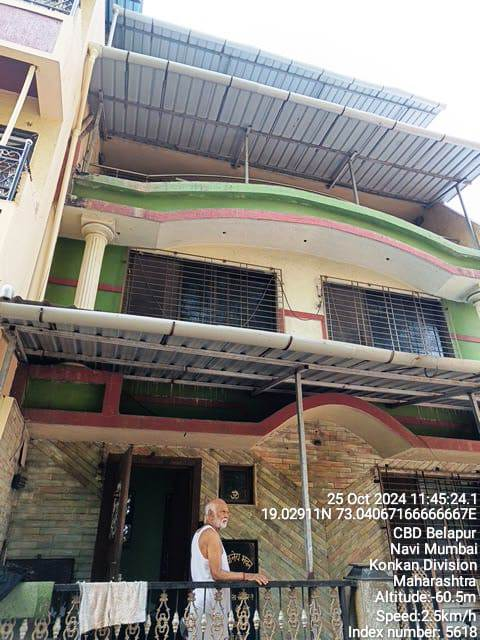 ॐ
25 Oct 2024 11:45:24.1
19.02911N 73.04067166666667E
CBD Belapur
Navi Mumbai
Konkan Division
Maharashtra
Altitude:-60.5m
Speed:2.5km/h
Index number: 5618